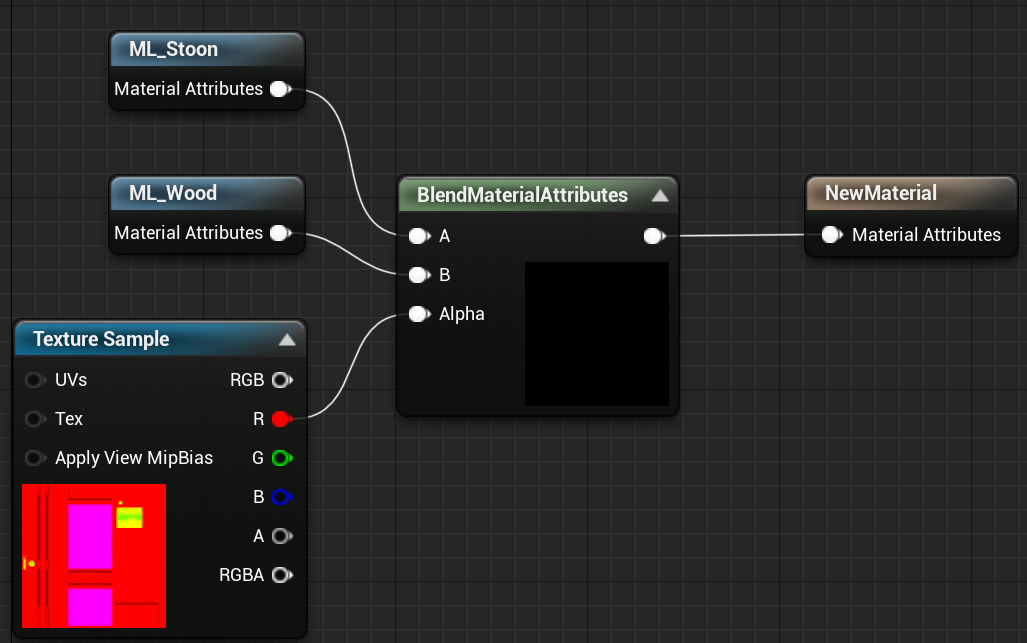 ML_Stoon
Material Attributes
ML_Wood
Material Attributes
Texture Sample
UVs RGB
Tex R
Apply View MipBias G
B
A
RGBA
BlendMaterialAttributes
A
B
Alpha
NewMaterial
Material Attributes